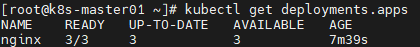 [root@k8s-master01 ~]# kubectl get deployments.apps
NAME    READY   UP-TO-DATE   AVAILABLE   AGE
nginx   3/3     3            3           7m39s